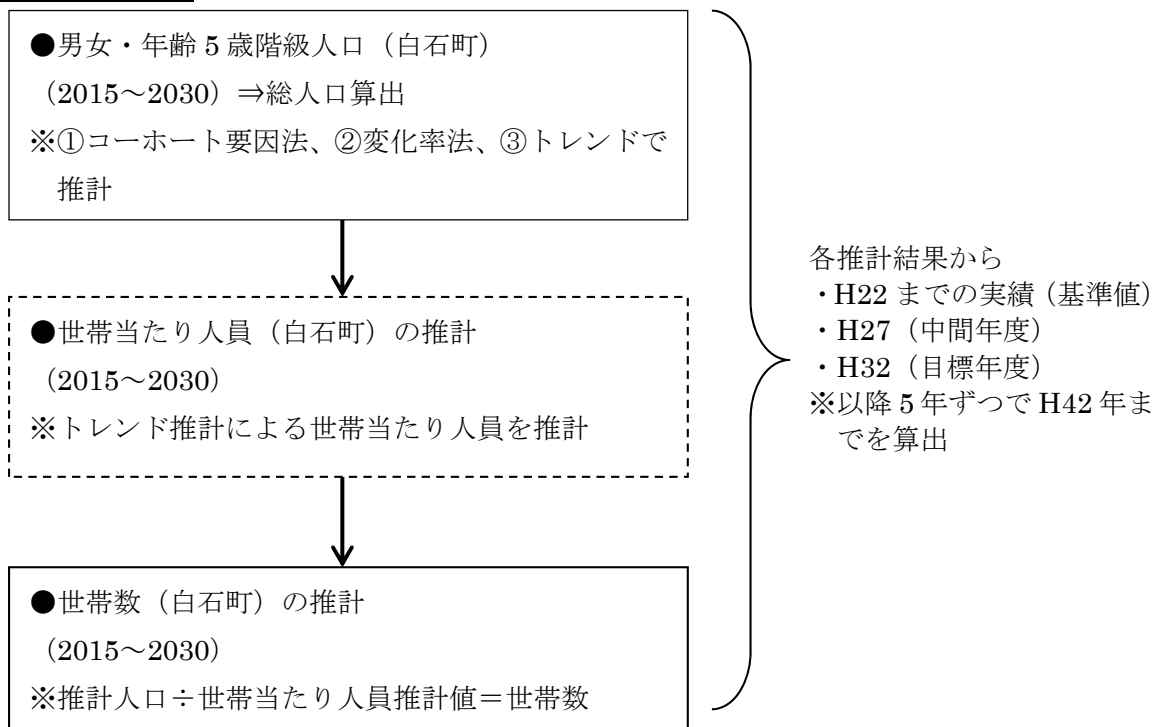 ●男女・年齢 5 歳階級人口（白石町）
（2015～2030）⇒総人口算出
※①コーホート要因法、②変化率法、③トレンドで
推計
●世帯当たり人員（白石町）の推計
（2015～2030）
※トレンド推計による世帯当たり人員を推計
●世帯数（白石町）の推計
（2015～2030）
※推計人口÷世帯当たり人員推計値＝世帯数
各推計結果から
・H22 までの実績（基準値）
・H27（中間年度）
・H32（目標年度）
※以降 5 年ずつで H42 年ま
でを算出